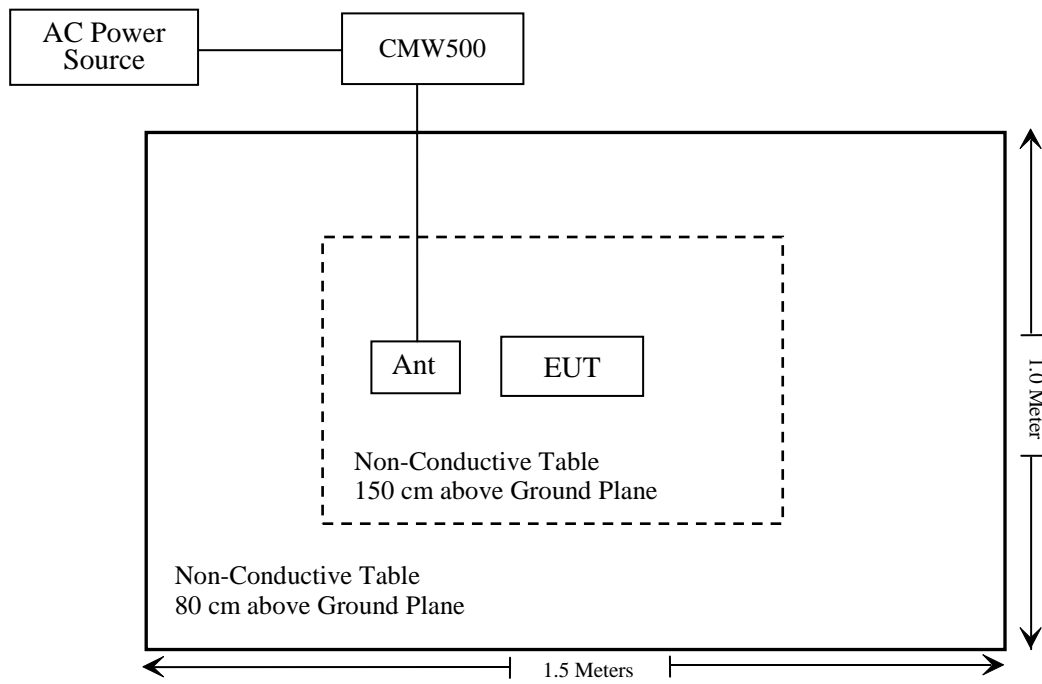 AC Power
Source
CMW500
Ant
EUT
Non-Conductive Table
150 cm above Ground Plane
Non-Conductive Table
80 cm above Ground Plane
1.0 Meter
1.5 Meters